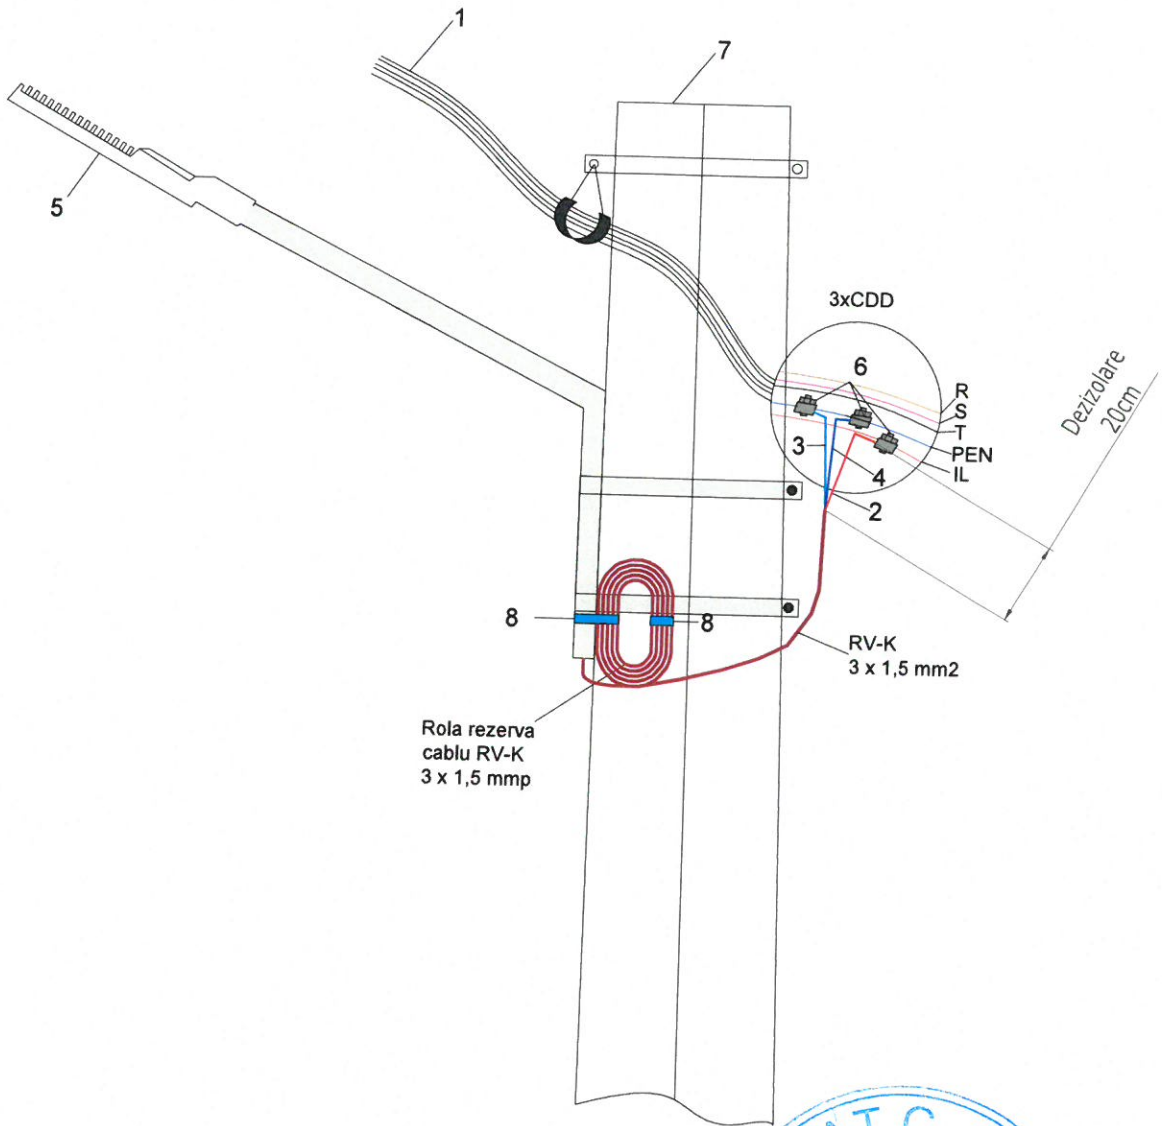 1
7
5
3xCDD
6
R
S
T
PEN
IL
3
4
2
Dezizolare
20cm
8
8
RV-K
3 x 1,5 mm2
Rola rezerva
cablu RV-K
3 x 1,5 mmp